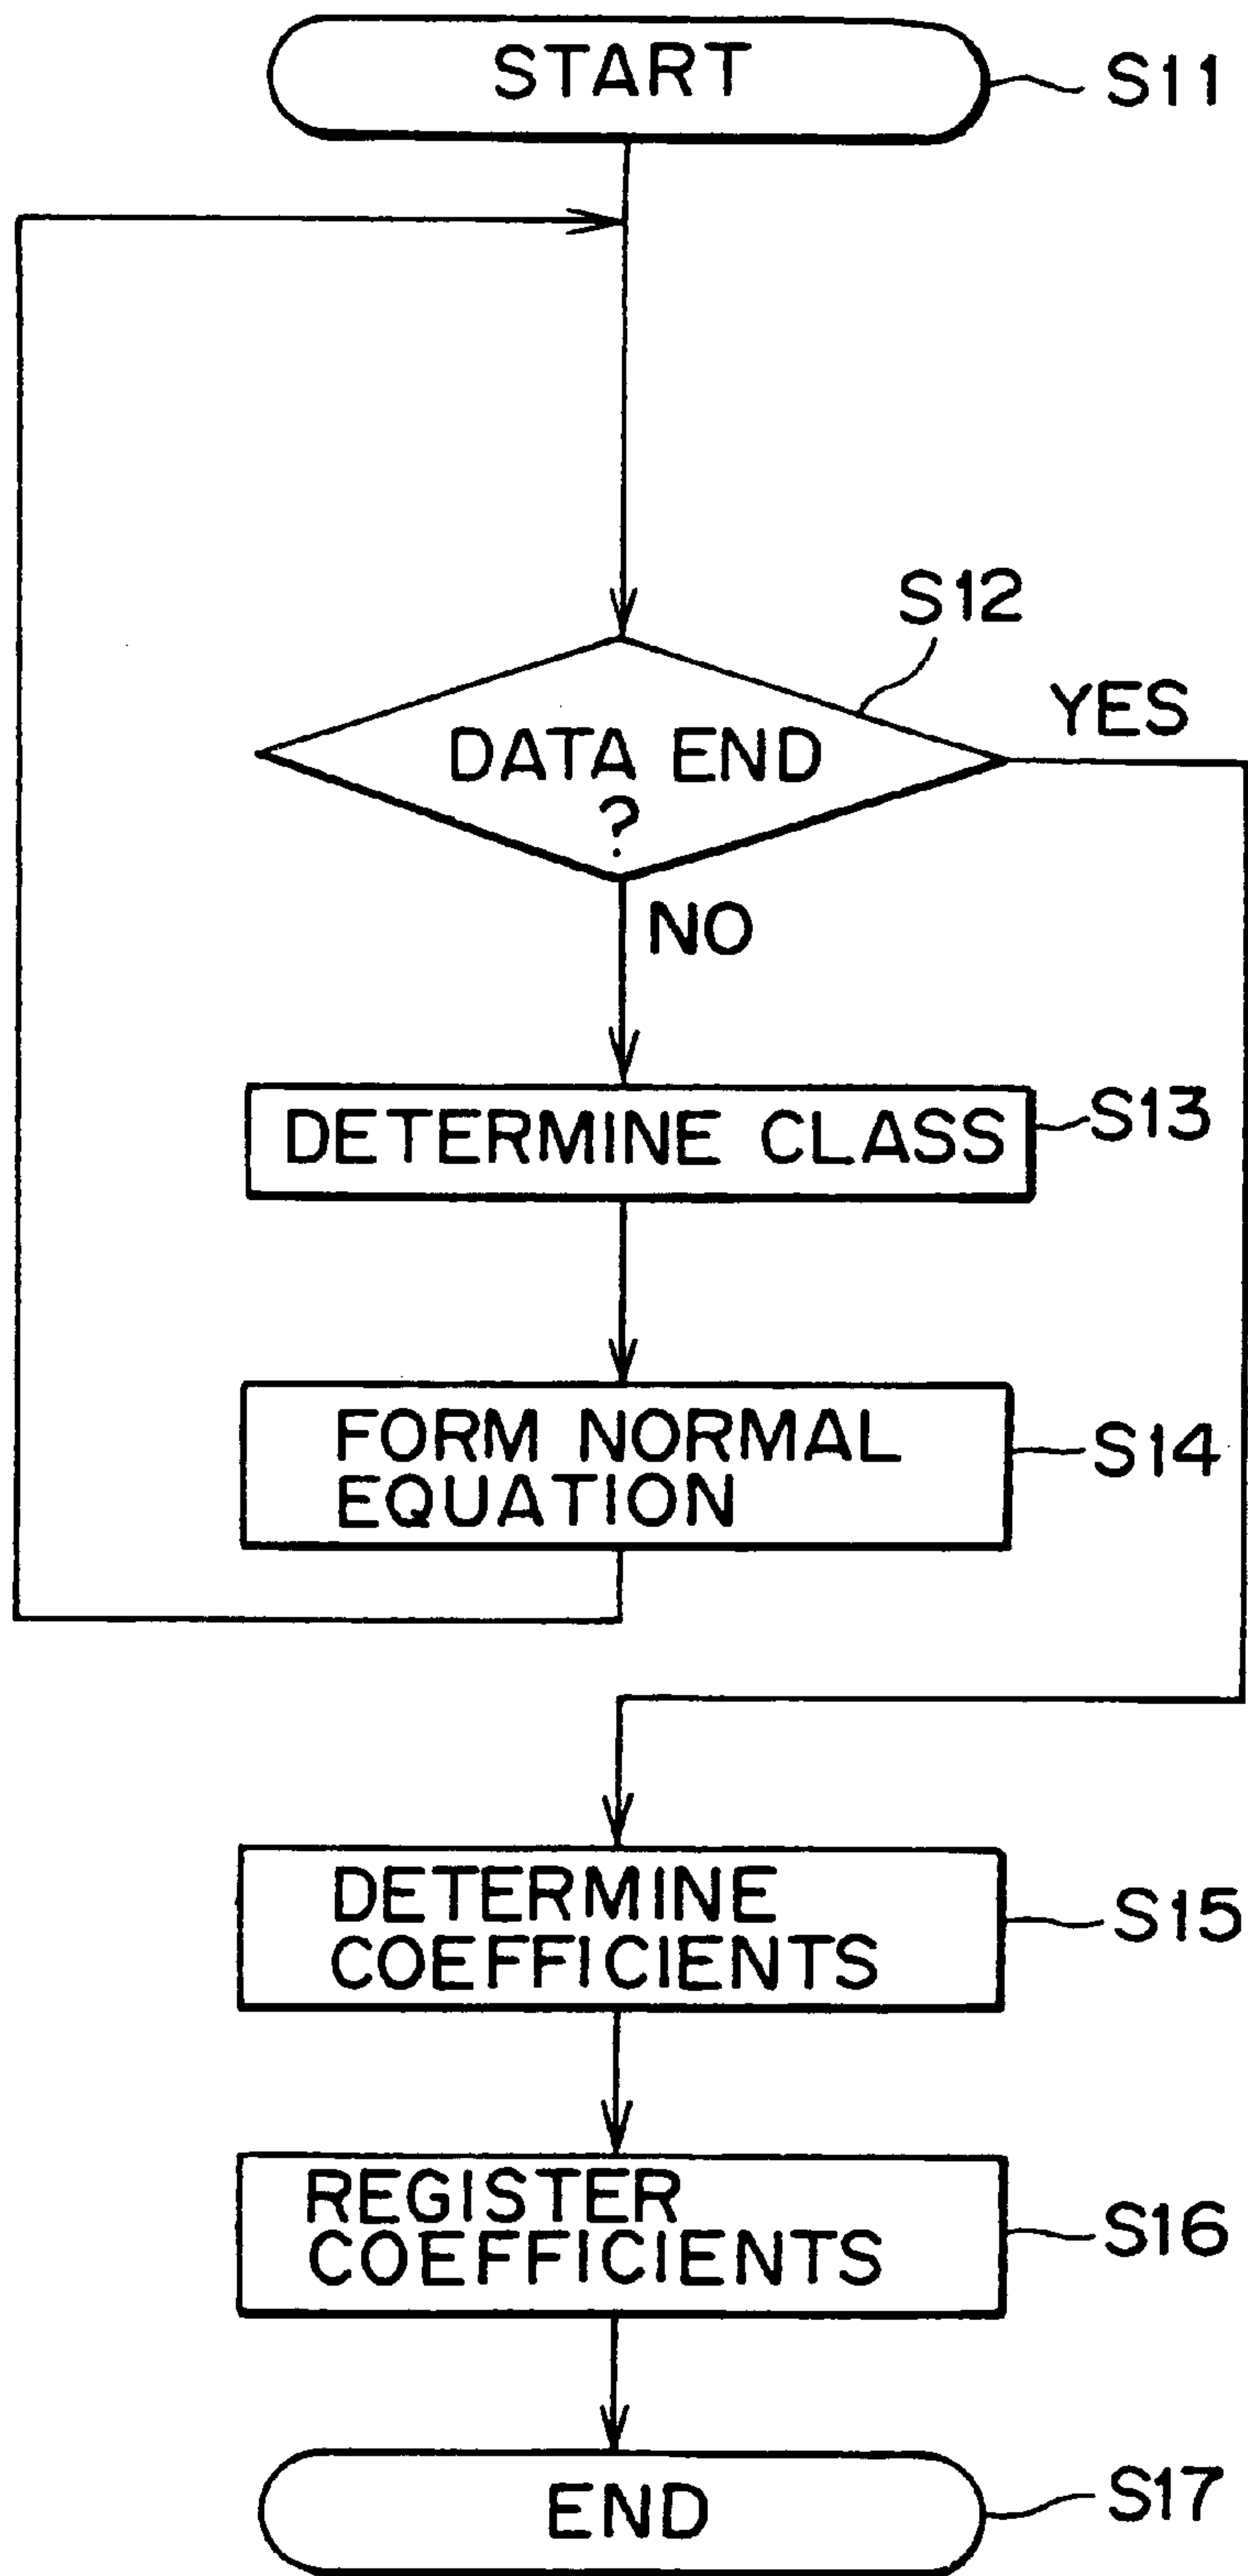 START
S11
S12
YES
DATA END
?
NO
DETERMINE CLASS
S13
FORM NORMAL
EQUATION
S14
DETERMINE
COEFFICIENTS
S15
REGISTER
COEFFICIENTS
S16
END
S17